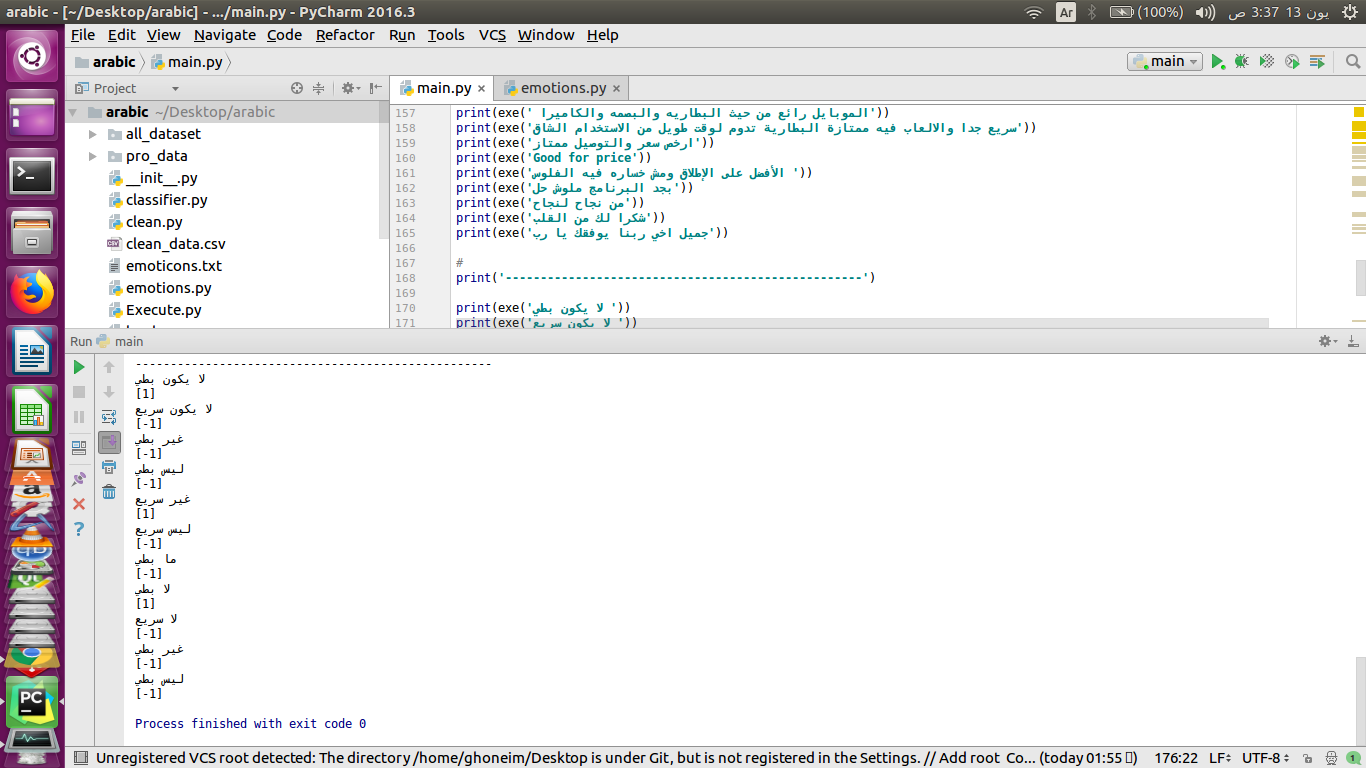 arabic - [~/Desktop/arabic] - .../main.py - PyCharm 2016.3
Ar (100%) يون 13 3:37 ص
File Edit View Navigate Code Refactor Run Tools VCS Window Help
arabic main.py main
Project main.py × emotions.py ×
arabic ~/Desktop/arabic
all_dataset
pro_data
__init__.py
classifier.py
clean.py
clean_data.csv
emoticons.txt
emotions.py
Execute.py
157 print(exe(' الموبايل رائع من حيث البطاريه والبصمه والكاميرا'))
158 print(exe('سريع جدا والالعاب فيه ممتازة البطارية تدوم لوقت طويل من الاستخدام الشاق'))
159 print(exe('ارخص سعر والتوصيل ممتاز'))
160 print(exe('Good for price'))
161 print(exe('الأفضل على الإطلاق ومش خساره فيه الفلوس '))
162 print(exe('بجد البرنامج ملوش حل'))
163 print(exe('من نجاح لنجاح'))
164 print(exe('شكرا لك من القلب'))
165 print(exe('جميل اخي ربنا يوفقك يا رب'))
166
167 #
168 print('---------------------------------------------------')
169
170 print(exe('لا يكون بطي '))
171 print(exe('لا يكون سريع '))
Run main
---------------------------------------------------
لا يكون بطي
[1]
لا يكون سريع
[-1]
غير بطي
[-1]
ليس بطي
[-1]
غير سريع
[1]
ليس سريع
[-1]
ما بطي
[-1]
لا بطي
[1]
لا سريع
[-1]
غير بطي
[-1]
ليس بطي
[-1]
Process finished with exit code 0
Unregistered VCS root detected: The directory /home/ghoneim/Desktop is under Git, but is not registered in the Settings. // Add root Co... (today 01:55 ) 176:22 LF UTF-8 1